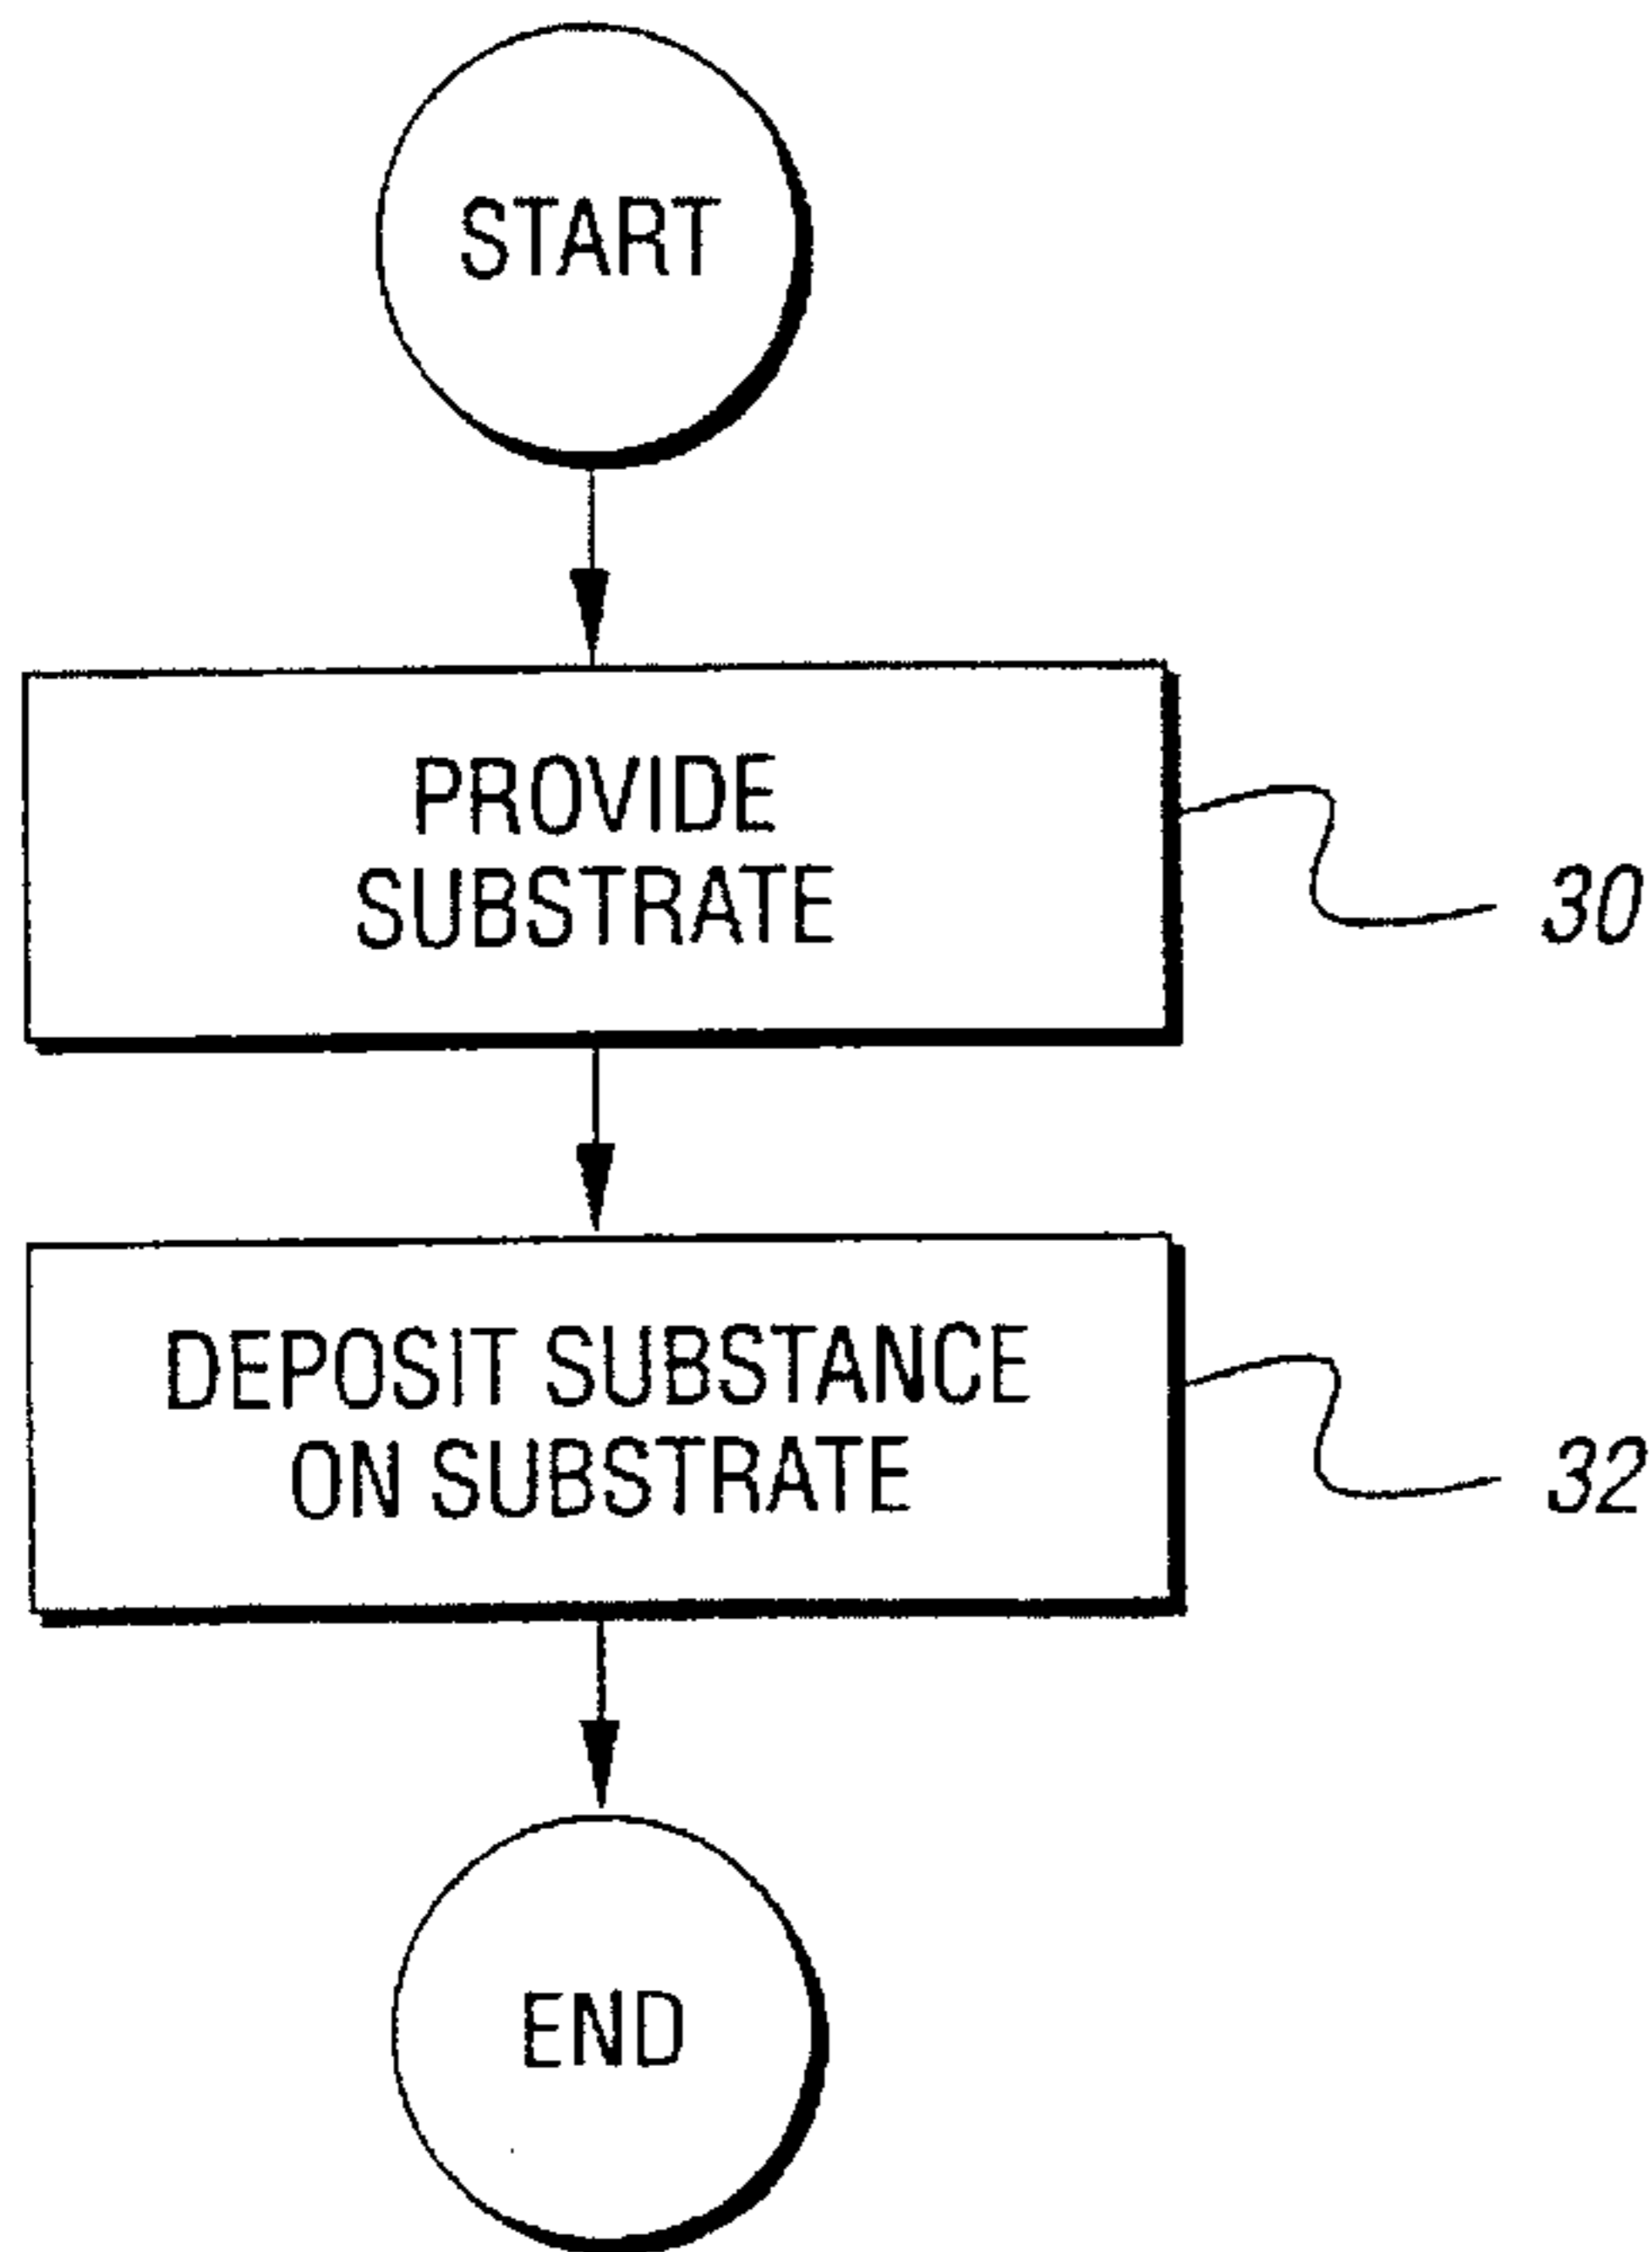 START
PROVIDE
SUBSTRATE
30
DEPOSIT SUBSTANCE
ON SUBSTRATE
32
END